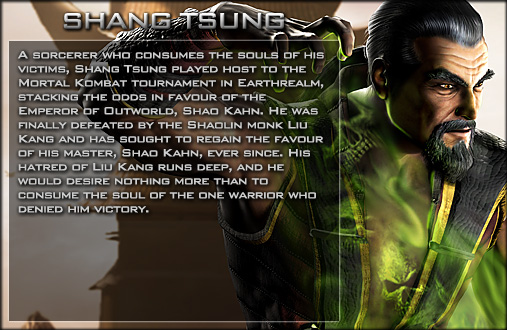 SHANG TSUNG
A SORCERER WHO CONSUMES THE SOULS OF HIS
VICTIMS, SHANG TSUNG PLAYED HOST TO THE
MORTAL KOMBAT TOURNAMENT IN EARTHREALM,
STACKING THE ODDS IN FAVOUR OF THE
EMPEROR OF OUTWORLD, SHAO KAHN. HE WAS
FINALLY DEFEATED BY THE SHAOLIN MONK LIU
KANG AND HAS SOUGHT TO REGAIN THE FAVOUR
OF HIS MASTER, SHAO KAHN, EVER SINCE. HIS
HATRED OF LIU KANG RUNS DEEP, AND HE
WOULD DESIRE NOTHING MORE THAN TO
CONSUME THE SOUL OF THE ONE WARRIOR WHO
DENIED HIM VICTORY.